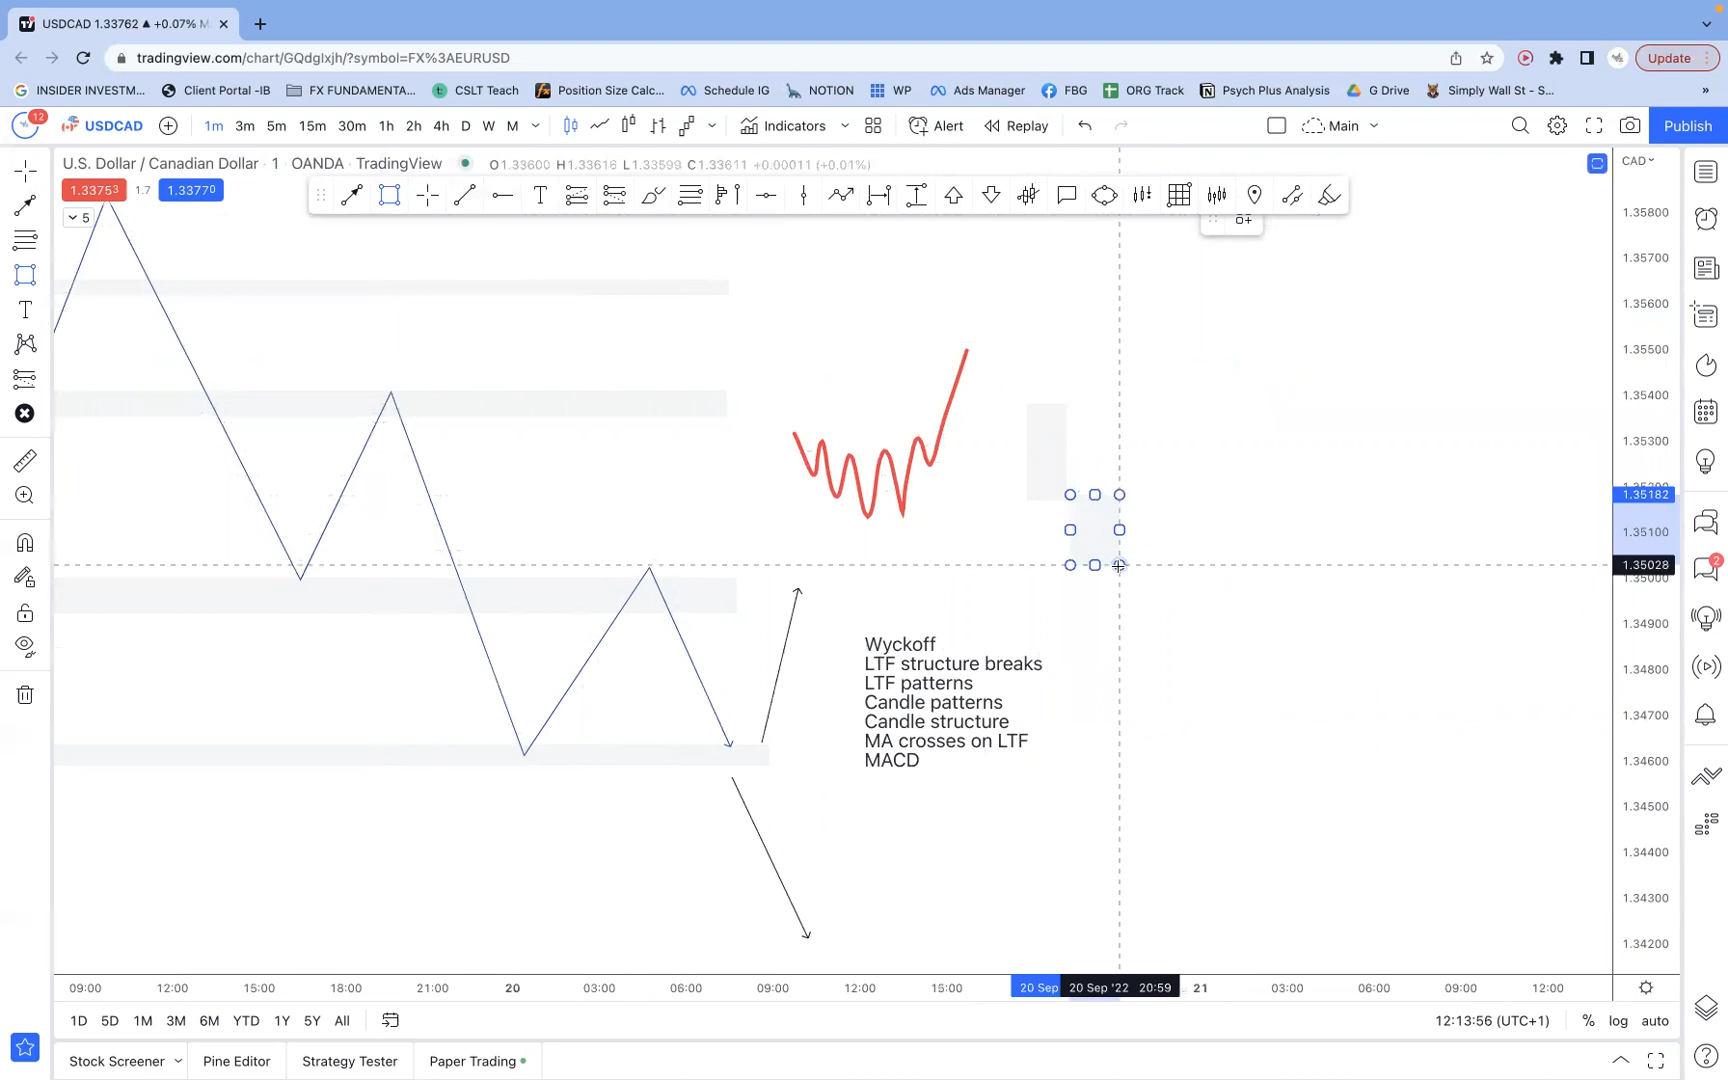 USDCAD 1.33762 ▲ +0.07% M
tradingview.com/chart/GQdglxjh/?symbol=FX%3AEURUSD
Update
INSIDER INVESTM...
Client Portal -IB
FX FUNDAMENTA...
CSLT Teach
Position Size Calc...
Schedule IG
NOTION
WP
Ads Manager
FBG
ORG Track
Psych Plus Analysis
G Drive
Simply Wall St - S...
»
12
USDCAD
1m 3m 5m 15m 30m 1h 2h 4h D W M
Indicators
Alert
Replay
Main
Publish
U.S. Dollar / Canadian Dollar · 1 · OANDA · TradingView
O1.33600 H1.33616 L1.33599 C1.33611 +0.00011 (+0.01%)
CAD
1.33753 1.7 1.33770
5
1.35800
1.35700
1.35600
1.35500
1.35400
1.35300
1.35182
1.35100
1.35028
1.35000
1.34900
1.34800
1.34700
1.34600
1.34500
1.34400
1.34300
1.34200
2
Wyckoff
LTF structure breaks
LTF patterns
Candle patterns
Candle structure
MA crosses on LTF
MACD
09:00 12:00 15:00 18:00 21:00 20 03:00 06:00 09:00 12:00 15:00 20 Sep 20 Sep '22 20:59 21 03:00 06:00 09:00 12:00
1D 5D 1M 3M 6M YTD 1Y 5Y All
12:13:56 (UTC+1) % log auto
Stock Screener
Pine Editor
Strategy Tester
Paper Trading